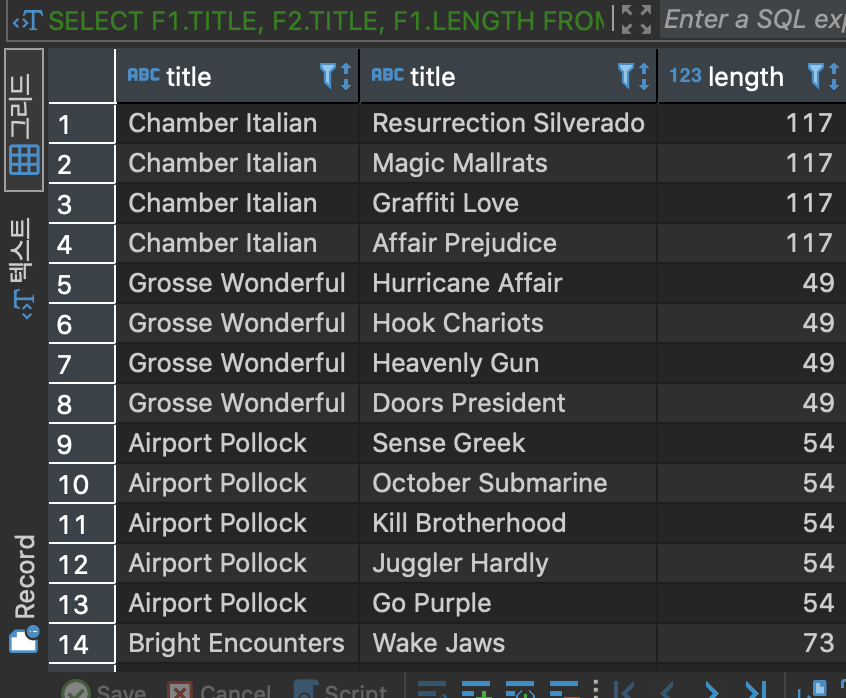 SELECT F1.TITLE, F2.TITLE, F1.LENGTH FROM
Enter a SQL exp
그리드
텍스트
Record
ABC title ABC title 123 length
1 Chamber Italian Resurrection Silverado 117
2 Chamber Italian Magic Mallrats 117
3 Chamber Italian Graffiti Love 117
4 Chamber Italian Affair Prejudice 117
5 Grosse Wonderful Hurricane Affair 49
6 Grosse Wonderful Hook Chariots 49
7 Grosse Wonderful Heavenly Gun 49
8 Grosse Wonderful Doors President 49
9 Airport Pollock Sense Greek 54
10 Airport Pollock October Submarine 54
11 Airport Pollock Kill Brotherhood 54
12 Airport Pollock Juggler Hardly 54
13 Airport Pollock Go Purple 54
14 Bright Encounters Wake Jaws 73
Save Cancel Script